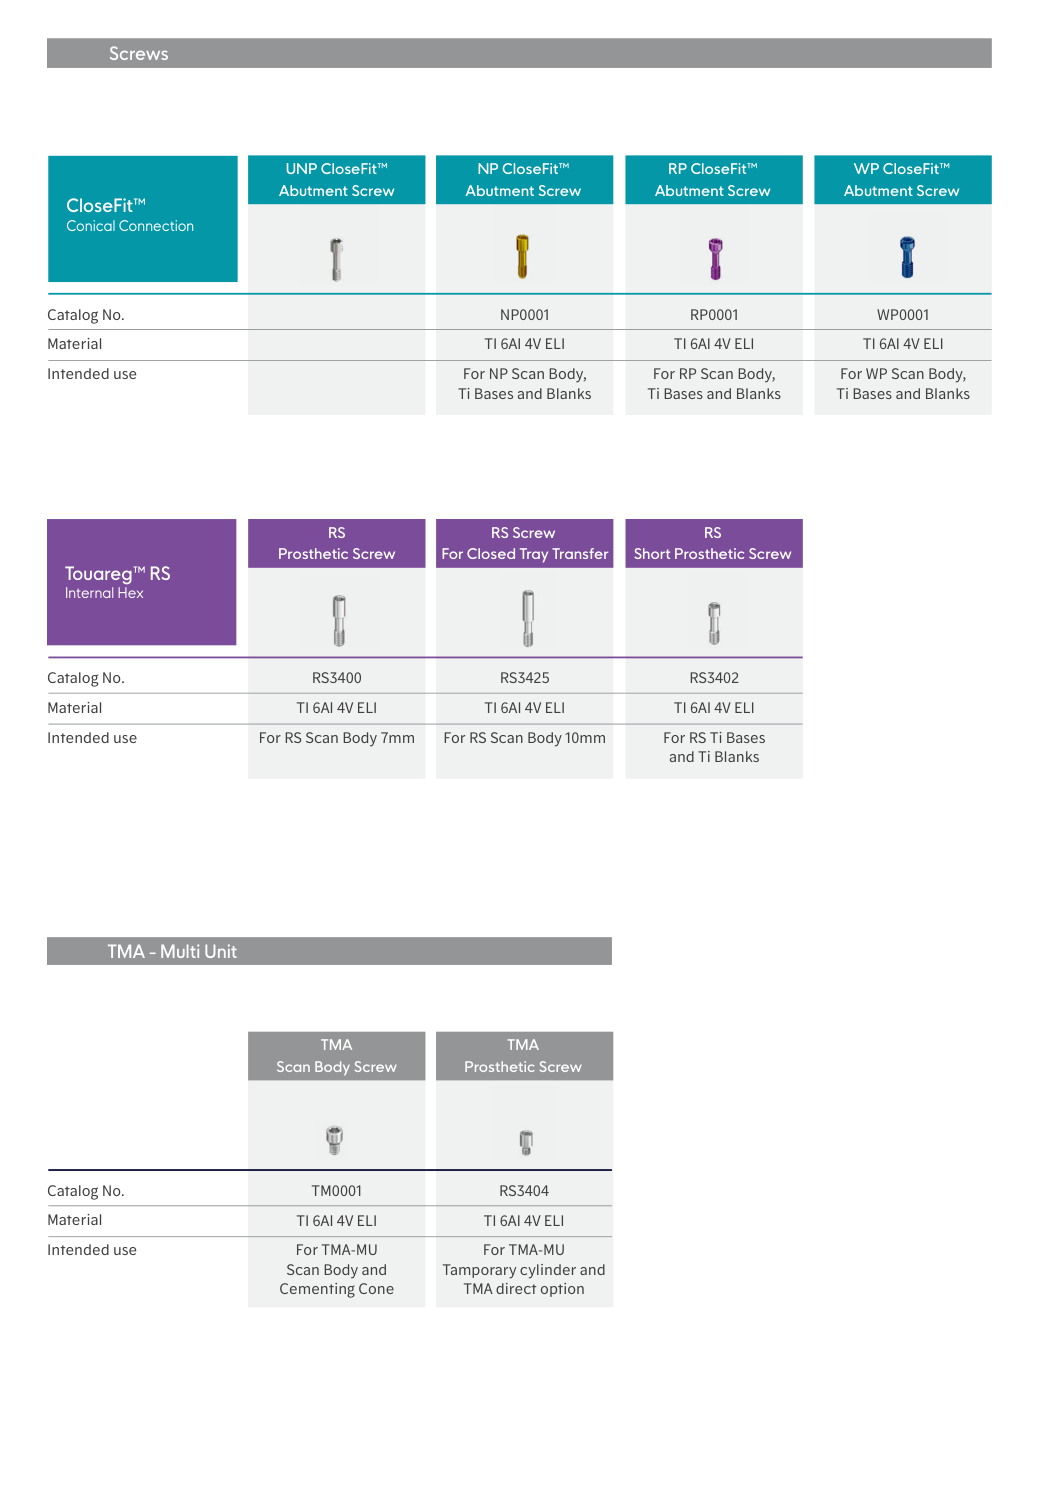 Screws
CloseFit™
Conical Connection
UNP CloseFit™
Abutment Screw
NP CloseFit™
Abutment Screw
RP CloseFit™
Abutment Screw
WP CloseFit™
Abutment Screw
Catalog No. NP0001 RP0001 WP0001
Material TI 6AI 4V ELI TI 6AI 4V ELI TI 6AI 4V ELI
Intended use For NP Scan Body, For RP Scan Body, For WP Scan Body,
Ti Bases and Blanks Ti Bases and Blanks Ti Bases and Blanks
Touareg™ RS
Internal Hex
RS
Prosthetic Screw
RS Screw
For Closed Tray Transfer
RS
Short Prosthetic Screw
Catalog No. RS3400 RS3425 RS3402
Material TI 6AI 4V ELI TI 6AI 4V ELI TI 6AI 4V ELI
Intended use For RS Scan Body 7mm For RS Scan Body 10mm For RS Ti Bases
and Ti Blanks
TMA - Multi Unit
TMA
Scan Body Screw
TMA
Prosthetic Screw
Catalog No. TM0001 RS3404
Material TI 6AI 4V ELI TI 6AI 4V ELI
Intended use For TMA-MU For TMA-MU
Scan Body and Tamporary cylinder and
Cementing Cone TMA direct option